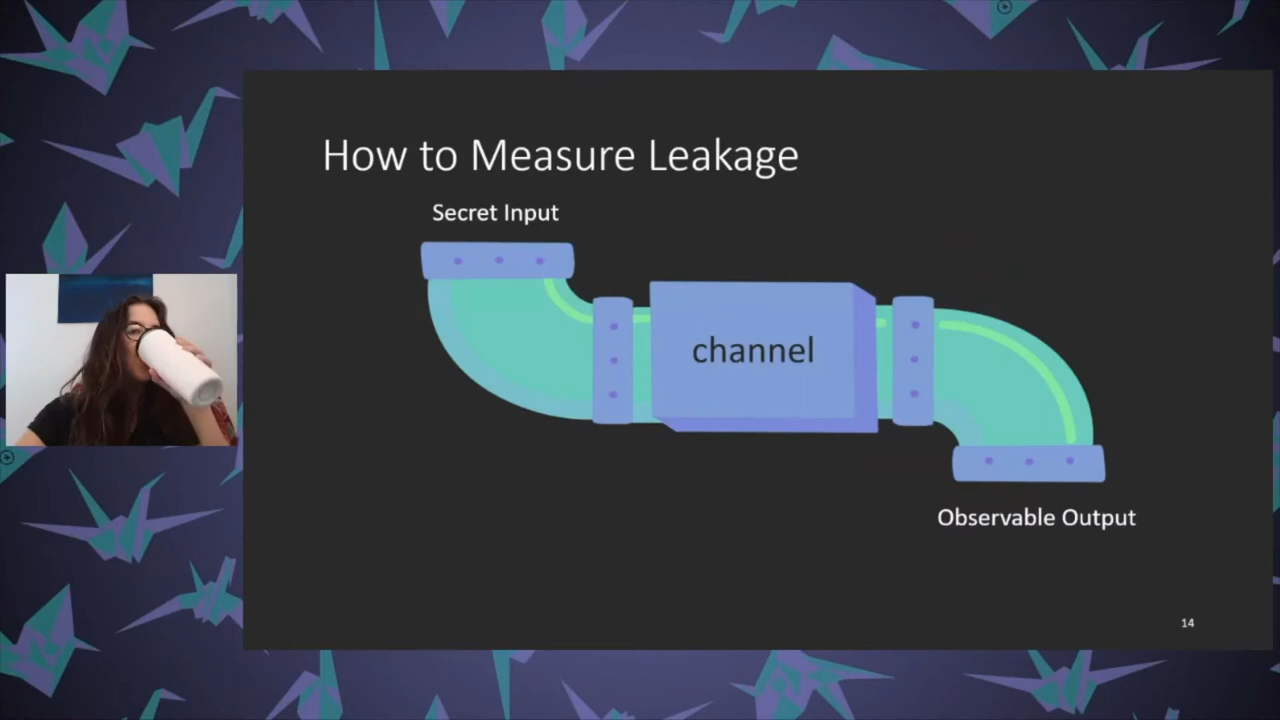 How to Measure Leakage
Secret Input
channel
Observable Output
14